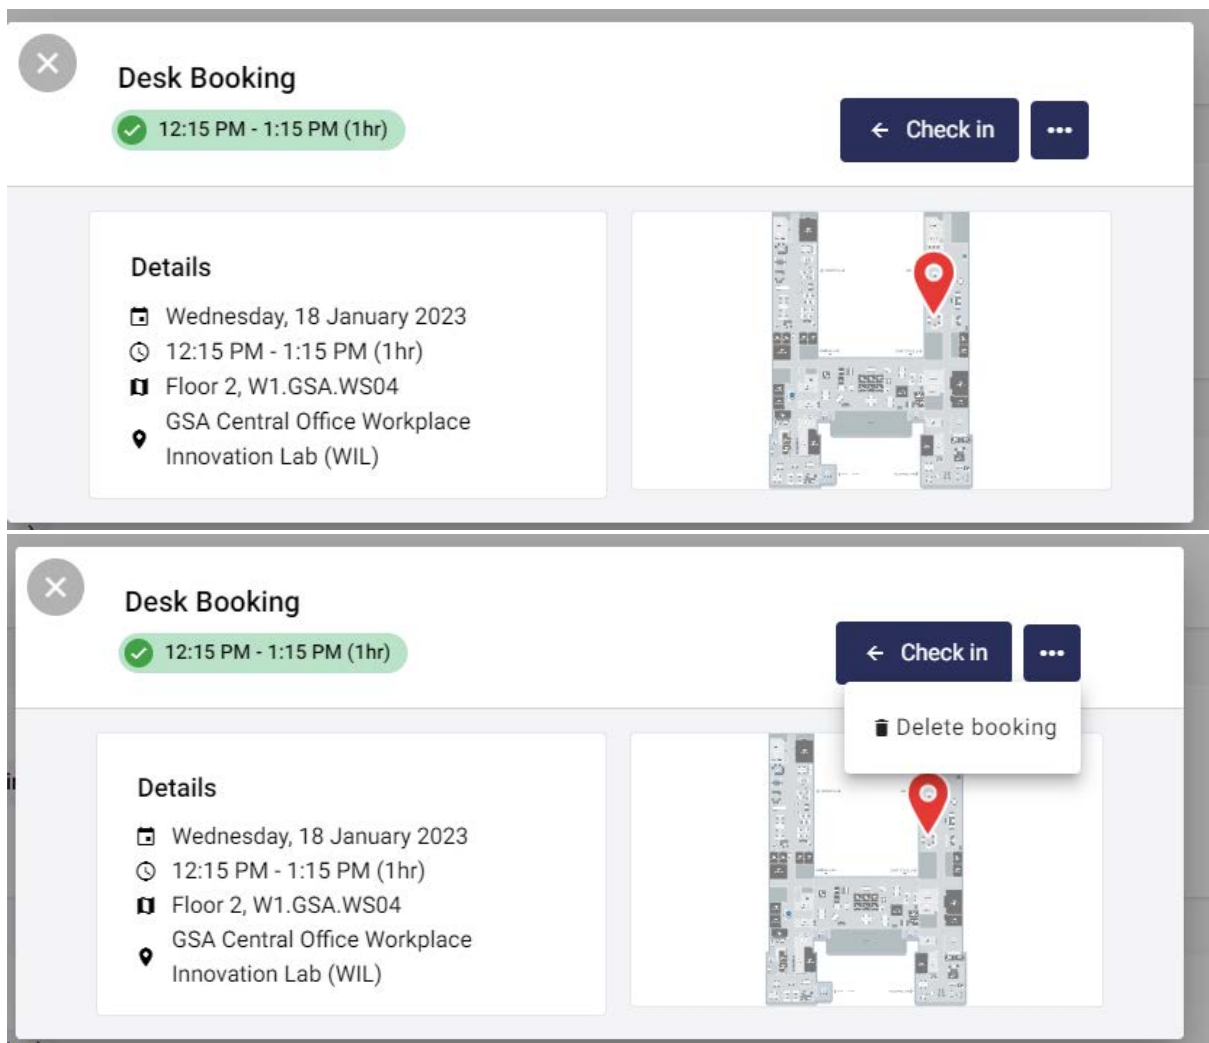 Desk Booking
12:15 PM - 1:15 PM (1hr)
Check in
Details
Wednesday, 18 January 2023
12:15 PM - 1:15 PM (1hr)
Floor 2, W1.GSA.WS04
GSA Central Office Workplace
Innovation Lab (WIL)
Desk Booking
12:15 PM - 1:15 PM (1hr)
Check in
Delete booking
Details
Wednesday, 18 January 2023
12:15 PM - 1:15 PM (1hr)
Floor 2, W1.GSA.WS04
GSA Central Office Workplace
Innovation Lab (WIL)